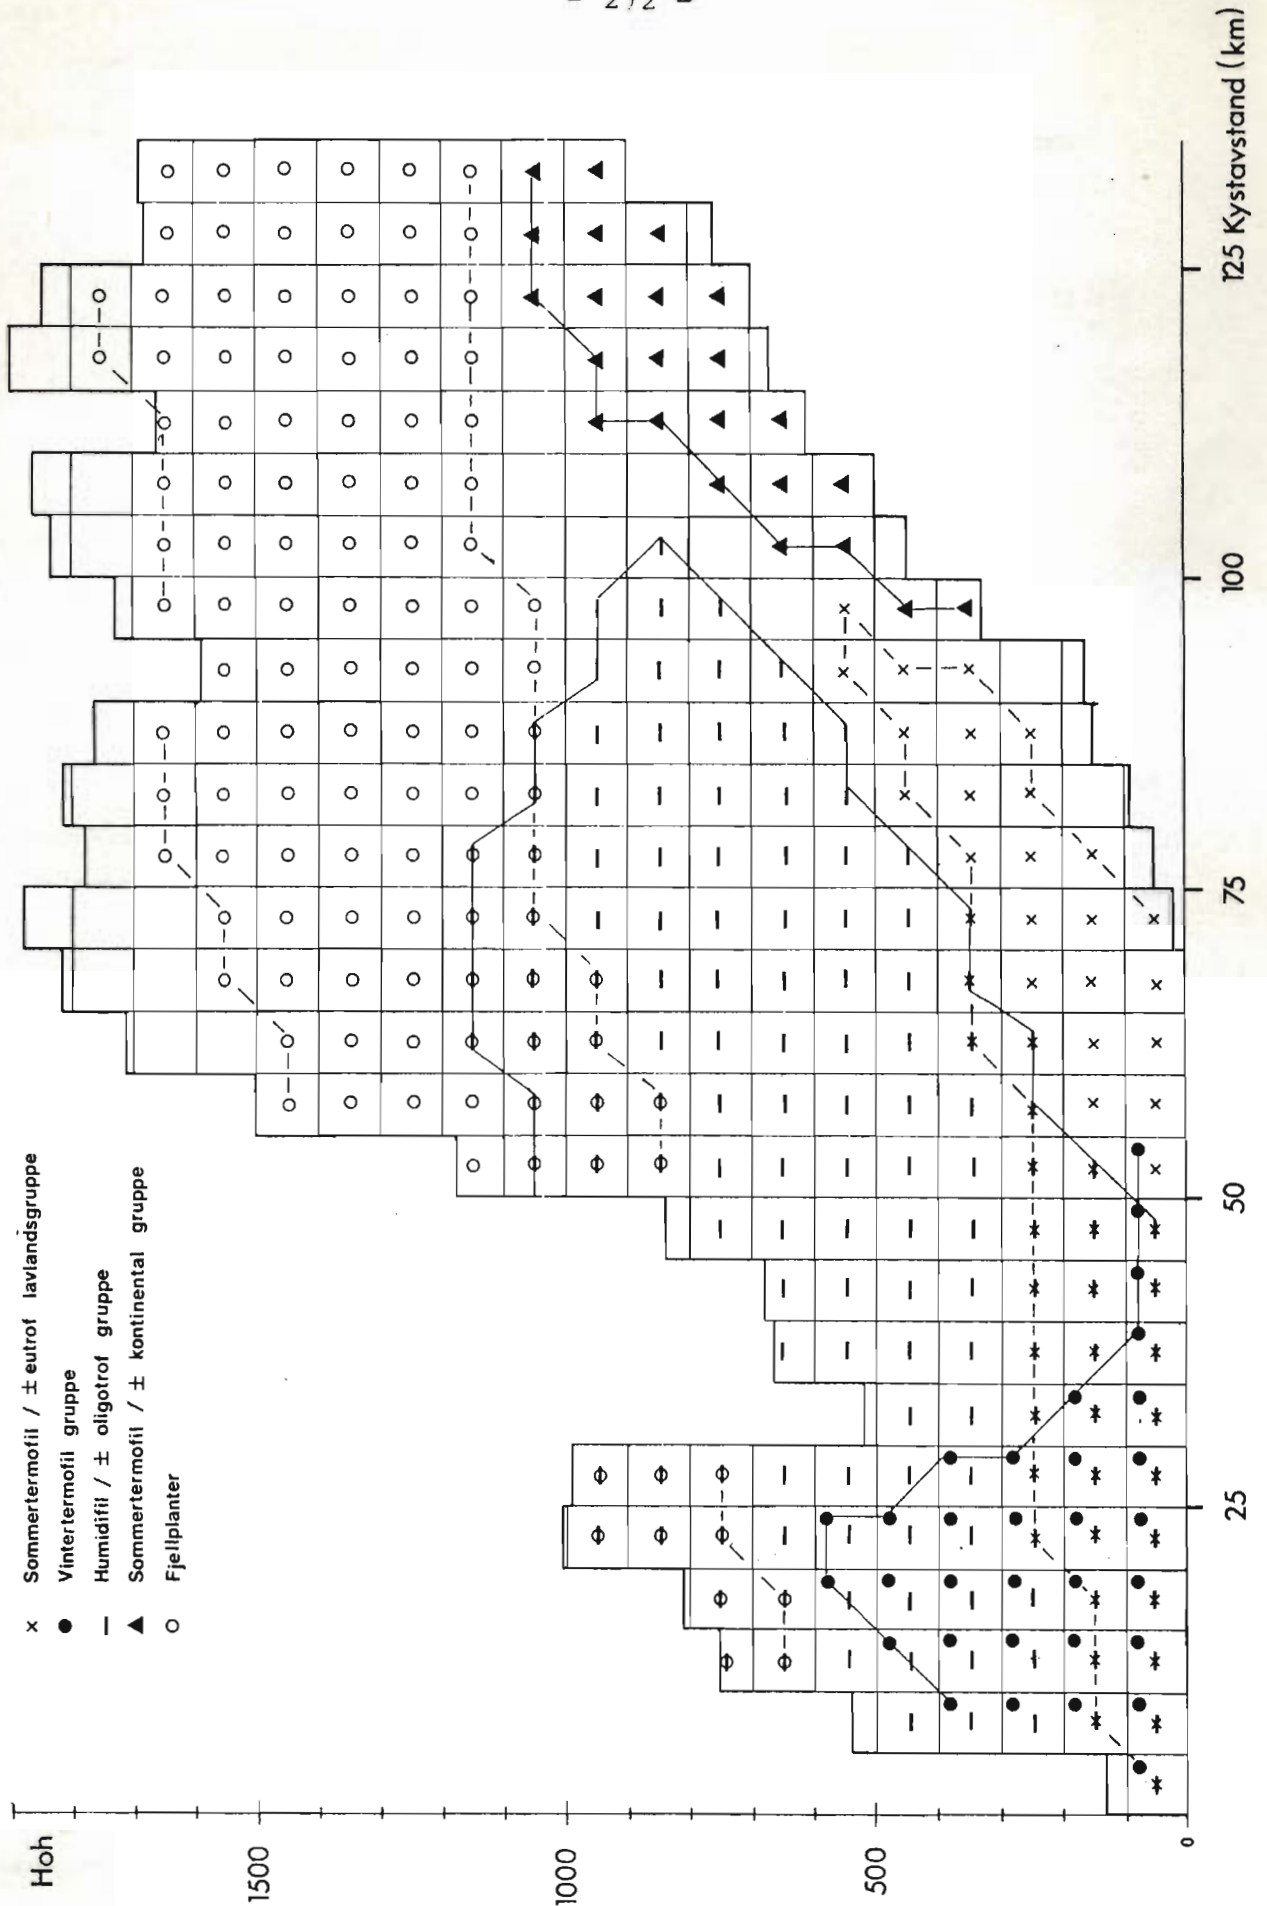 - 272 -
× Sommertermofil / ± eutrof lavlandsgruppe
● Vintertermofil gruppe
— Humidifil / ± oligotrof gruppe
▲ Sommertermofil / ± kontinental gruppe
○ Fjellplanter
Hoh
1500
1000
500
0
25
50
75
100
125 Kystavstand (km)